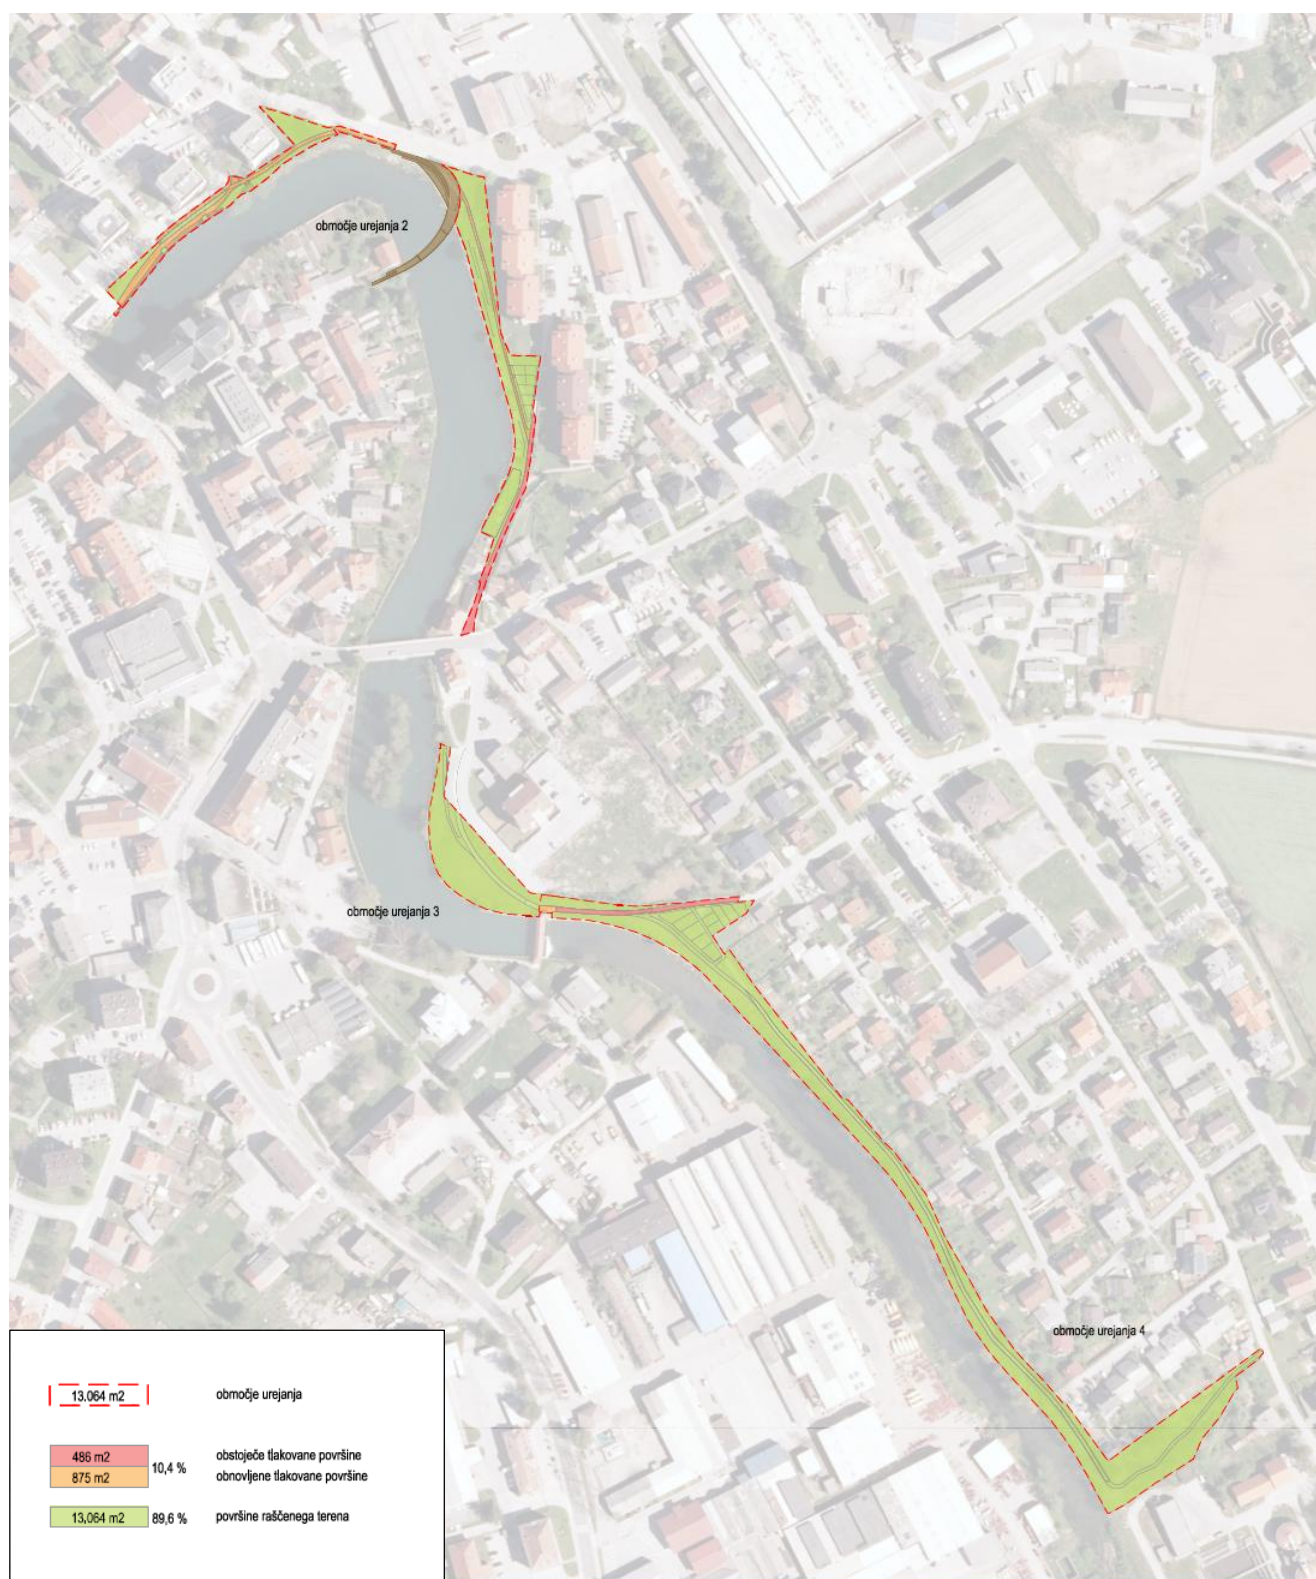 območje urejanja 2
območje urejanja 3
območje urejanja 4
13.064 m2 območje urejanja
486 m2 obstoječe tlakovane površine
10,4 %
875 m2 obnovljene tlakovane površine
13,064 m2 89,6 % površine raščenega terena